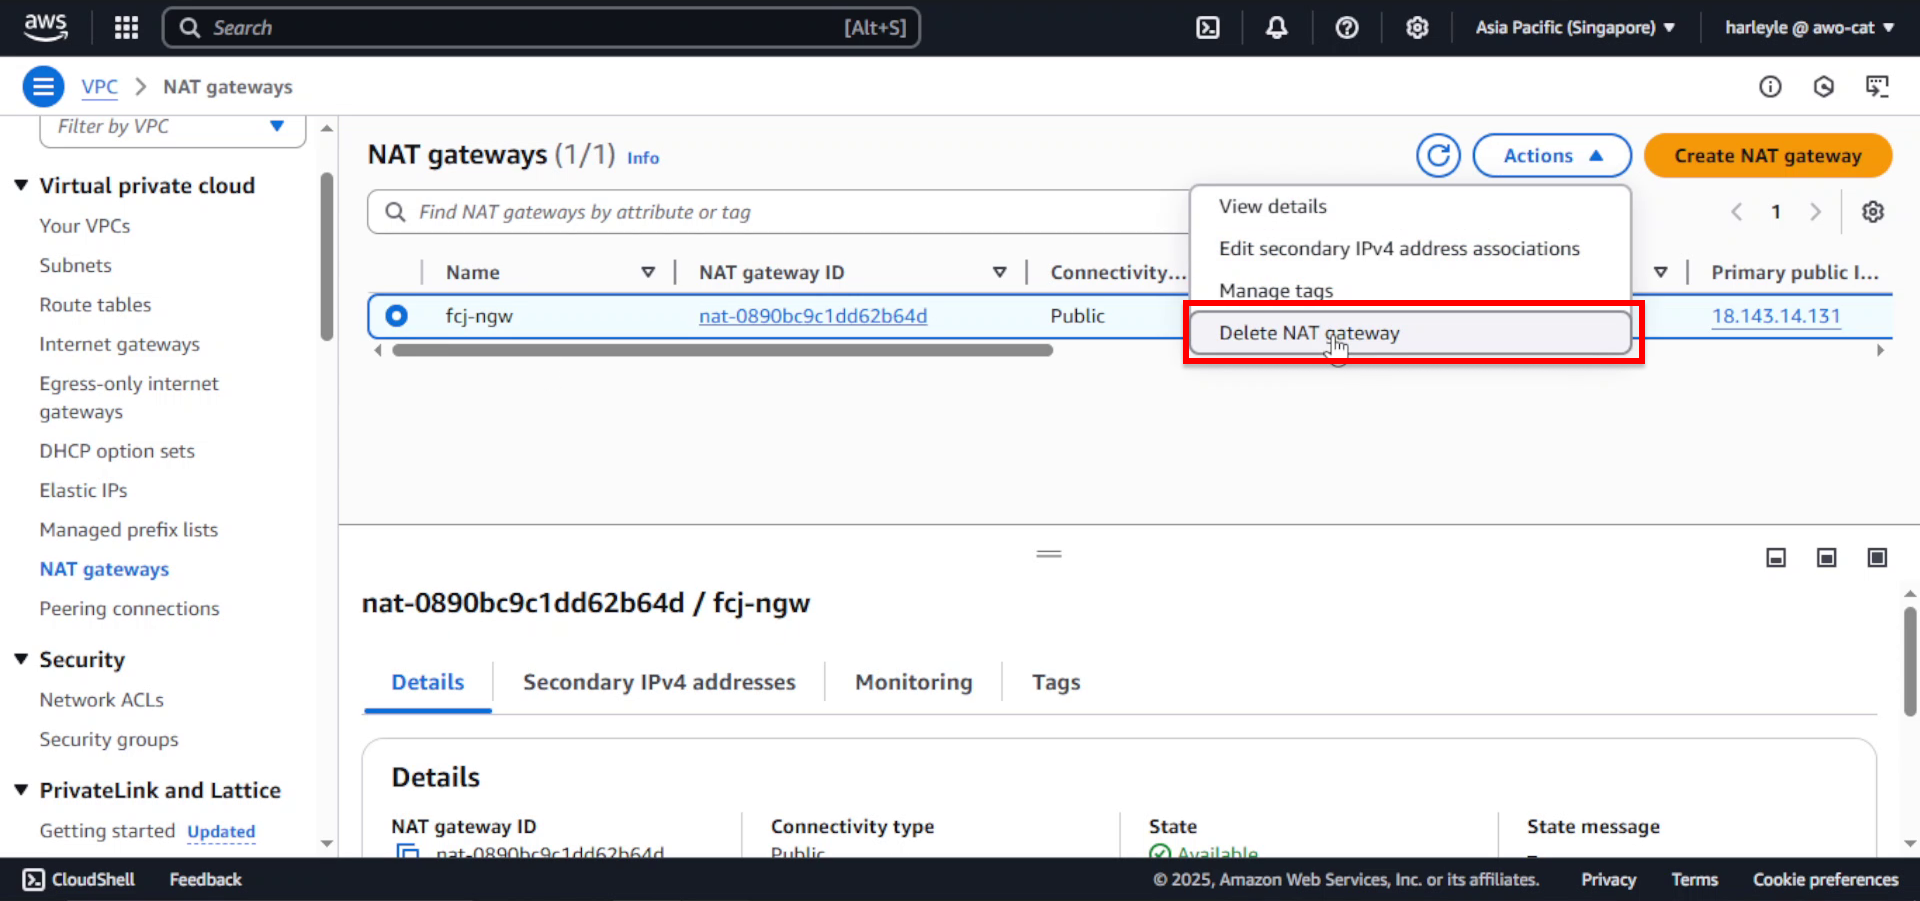 aws
Search
[Alt+S]
Asia Pacific (Singapore)
harleyle @ awo-cat
VPC
NAT gateways
Filter by VPC
Virtual private cloud
Your VPCs
Subnets
Route tables
Internet gateways
Egress-only internet
gateways
DHCP option sets
Elastic IPs
Managed prefix lists
NAT gateways
Peering connections
Security
Network ACLs
Security groups
PrivateLink and Lattice
Getting started Updated
NAT gateways (1/1) Info
Actions
Create NAT gateway
Find NAT gateways by attribute or tag
1
View details
Edit secondary IPv4 address associations
Manage tags
Delete NAT gateway
Name
NAT gateway ID
Connectivity...
Primary public I...
fcj-ngw
nat-0890bc9c1dd62b64d
Public
18.143.14.131
nat-0890bc9c1dd62b64d / fcj-ngw
Details
Secondary IPv4 addresses
Monitoring
Tags
Details
NAT gateway ID
Connectivity type
State
State message
nat-0890bc9c1dd62b64d
Public
Available
–
CloudShell
Feedback
© 2025, Amazon Web Services, Inc. or its affiliates.
Privacy
Terms
Cookie preferences